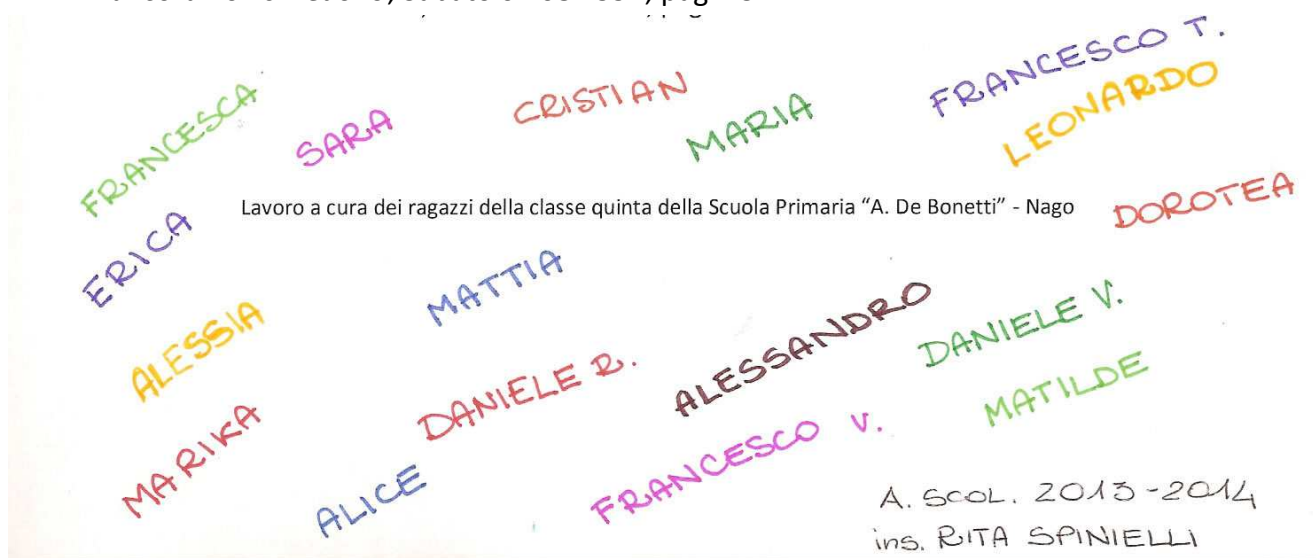 FRANCESCA
SARA
CRISTIAN
MARIA
FRANCESCO T.
LEONARDO
Lavoro a cura dei ragazzi della classe quinta della Scuola Primaria “A. De Bonetti” - Nago
DOROTEA
ERICA
MATTIA
ALESSIA
DANIELE R.
ALESSANDRO
DANIELE V.
MATILDE
MARIKA
ALICE
FRANCESCO V.
A. SCOL. 2013-2014
ins. RITA SPINIELLI